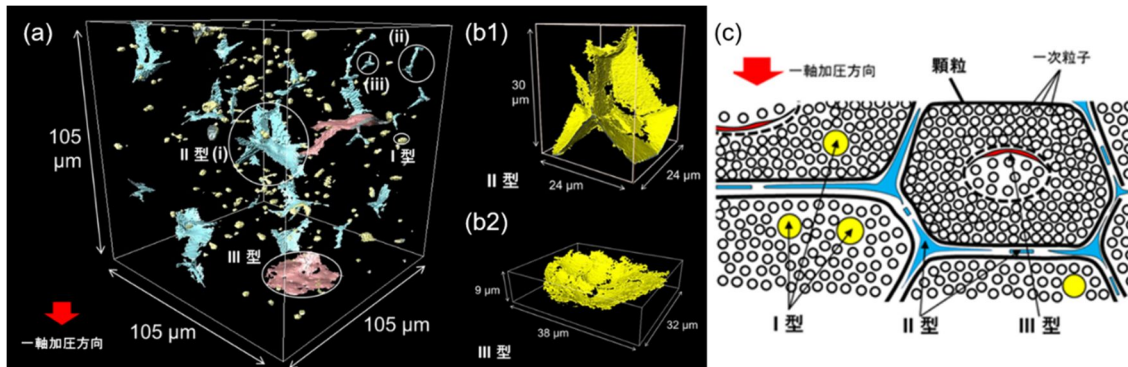 (a)
(ii)
(iii)
II 型 (i)
I 型
III 型
105
μm
105 μm
105 μm
一軸加圧方向
(b1)
30
μm
24 μm
24 μm
II 型
(b2)
9 μm
38 μm
32 μm
III 型
(c)
一軸加圧方向
顆粒
一次粒子
I 型
II 型
III 型